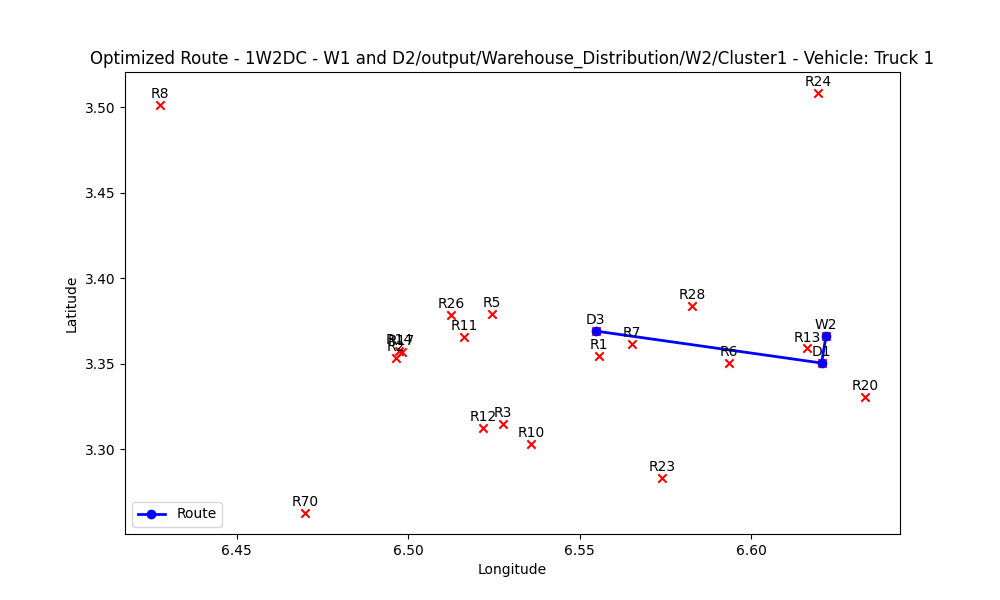 Optimized Route - 1W2DC - W1 and D2/output/Warehouse_Distribution/W2/Cluster1 - Vehicle: Truck 1
R8
R24
3.50
3.45
3.40
3.35
3.30
Latitude
R28
R26
R5
D3
R11
W2
R7
R13
R1
R6
D1
R20
R12
R3
R10
R23
R70
Route
6.45
6.50
6.55
6.60
Longitude